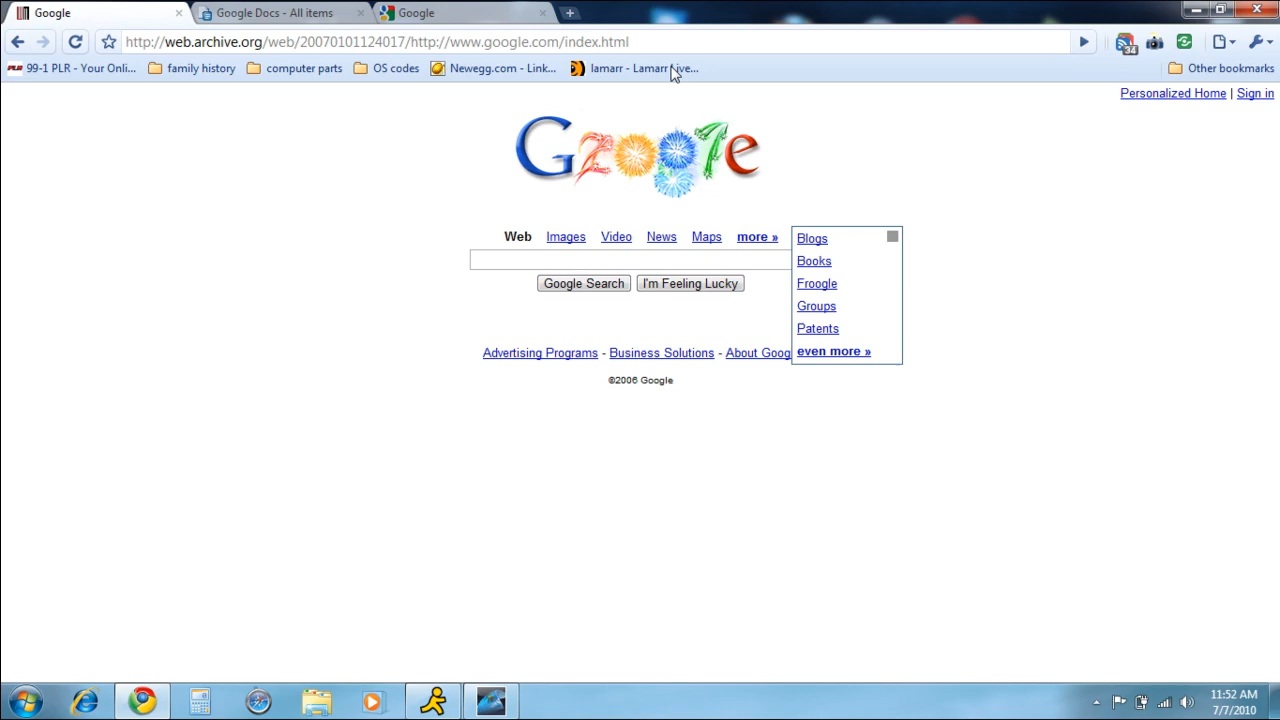 Google
Google Docs - All items
Google
http://web.archive.org/web/20070101124017/http://www.google.com/index.html
34
99-1 PLR - Your Onli...
family history
computer parts
OS codes
Newegg.com - Link...
lamarr - Lamarr Live...
Other bookmarks
Personalized Home | Sign in
G2007e
Web Images Video News Maps more »
Blogs
Books
Froogle
Groups
Patents
even more »
Google Search I'm Feeling Lucky
Advertising Programs - Business Solutions - About Goog
©2006 Google
11:52 AM
7/7/2010